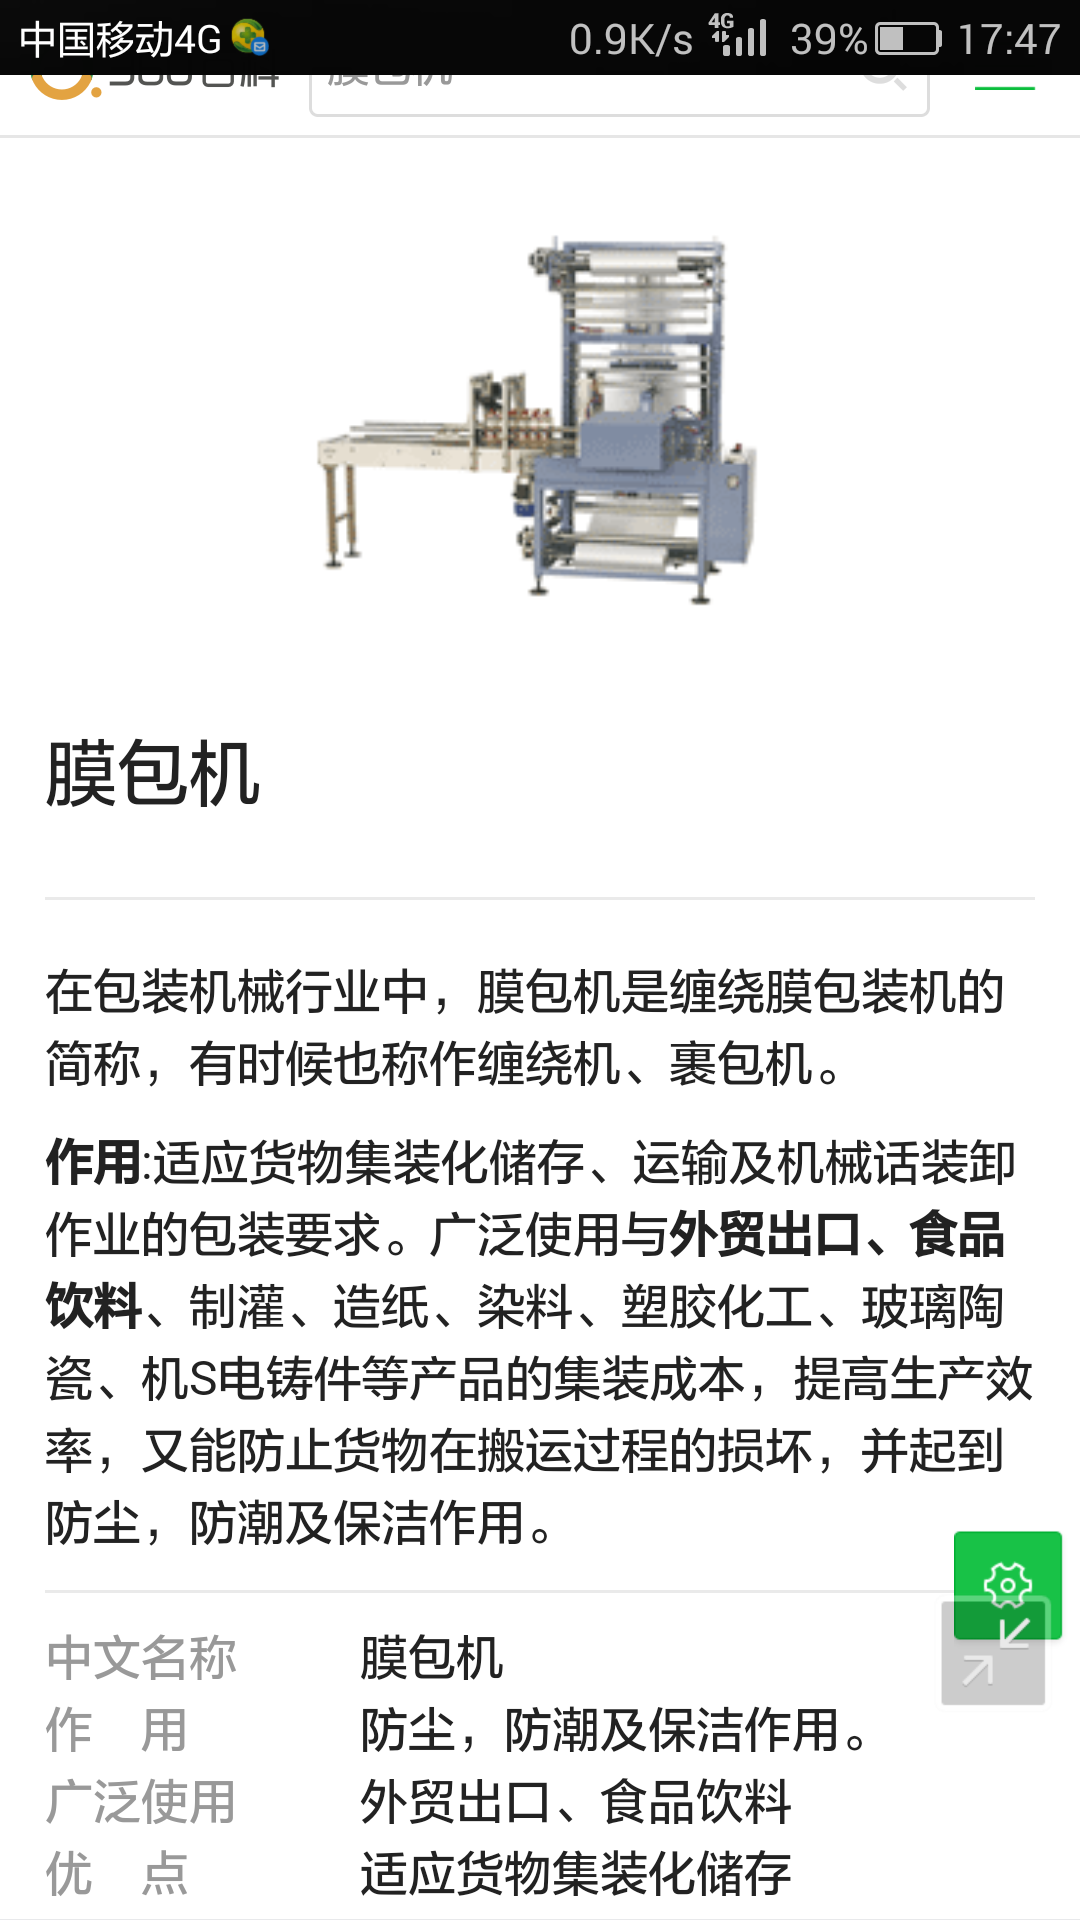 中国移动4G 0.9K/s 4G 39% 17:47
360百科 膜包机
膜包机
在包装机械行业中，膜包机是缠绕膜包装机的
简称，有时候也称作缠绕机、裹包机。
作用:适应货物集装化储存、运输及机械话装卸
作业的包装要求。广泛使用与外贸出口、食品
饮料、制灌、造纸、染料、塑胶化工、玻璃陶
瓷、机S电铸件等产品的集装成本，提高生产效
率，又能防止货物在搬运过程的损坏，并起到
防尘，防潮及保洁作用。
中文名称 膜包机
作 用 防尘，防潮及保洁作用。
广泛使用 外贸出口、食品饮料
优 点 适应货物集装化储存